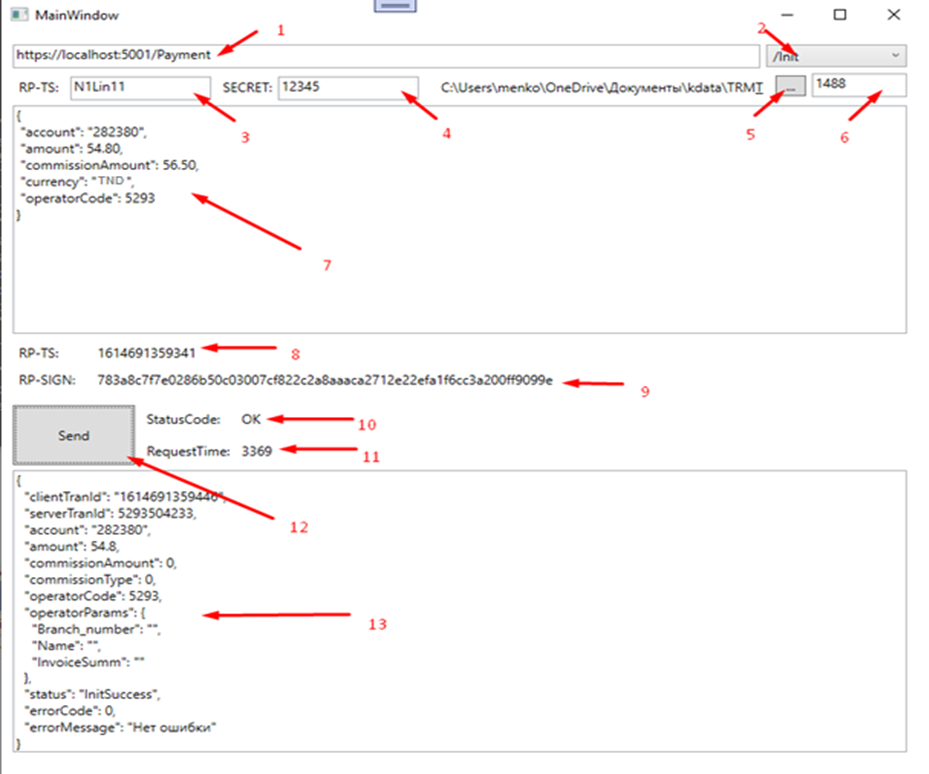 MainWindow
1
2
https://localhost:5001/Payment
/Init
RP-TS: N1Lin11 SECRET: 12345 C:\Users\menko\OneDrive\Документы\kdata\TRMT ... 1488
3
4
5
6
{
"account": "282380",
"amount": 54.80,
"commissionAmount": 56.50,
"currency": "TND",
"operatorCode": 5293
}
7
RP-TS: 1614691359341
8
RP-SIGN: 783a8c7f7e0286b50c03007cf822c2a8aaaca2712e22efa1f6cc3a200ff9099e
9
Send
StatusCode: OK
10
RequestTime: 3369
11
12
{
"clientTranId": "1614691359446",
"serverTranId": 5293504233,
"account": "282380",
"amount": 54.8,
"commissionAmount": 0,
"commissionType": 0,
"operatorCode": 5293,
"operatorParams": {
"Branch_number": "",
"Name": "",
"InvoiceSumm": ""
},
"status": "InitSuccess",
"errorCode": 0,
"errorMessage": "Нет ошибки"
}
13